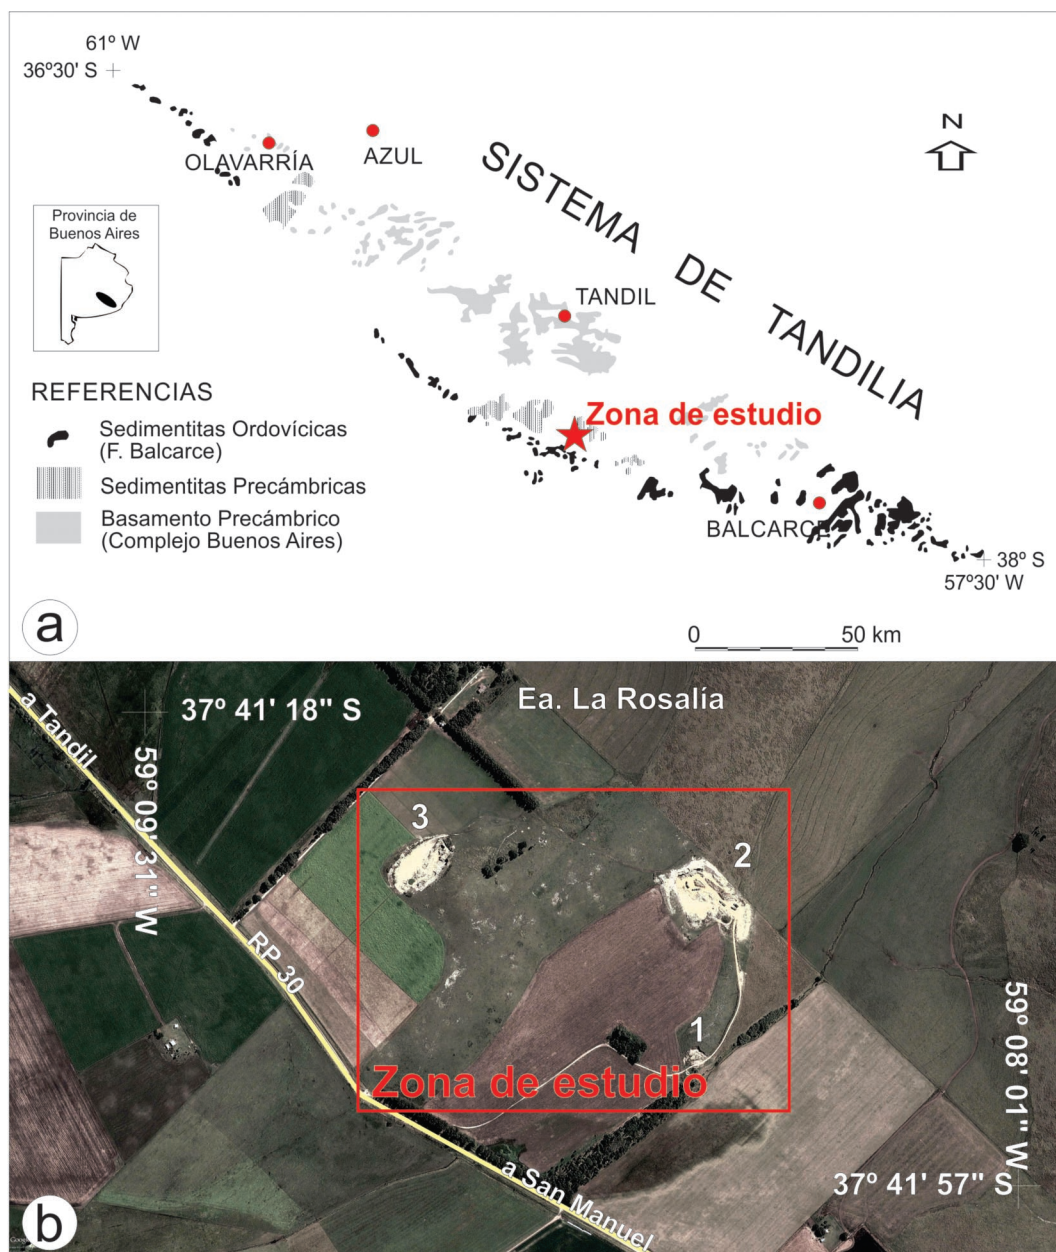 61º W
36º30' S
OLAVARRÍA
AZUL
N
SISTEMA DE TANDILIA
Provincia de
Buenos Aires
TANDIL
REFERENCIAS
Zona de estudio
Sedimentitas Ordovícicas
(F. Balcarce)
Sedimentitas Precámbricas
Basamento Precámbrico
(Complejo Buenos Aires)
BALCARCE
38º S
57º30' W
a
0
50 km
Ea. La Rosalía
37º 41' 18" S
a Tandil
59º 09' 31" W
3
2
RP 30
1
59º 08' 01" W
Zona de estudio
a San Manuel
37º 41' 57" S
b